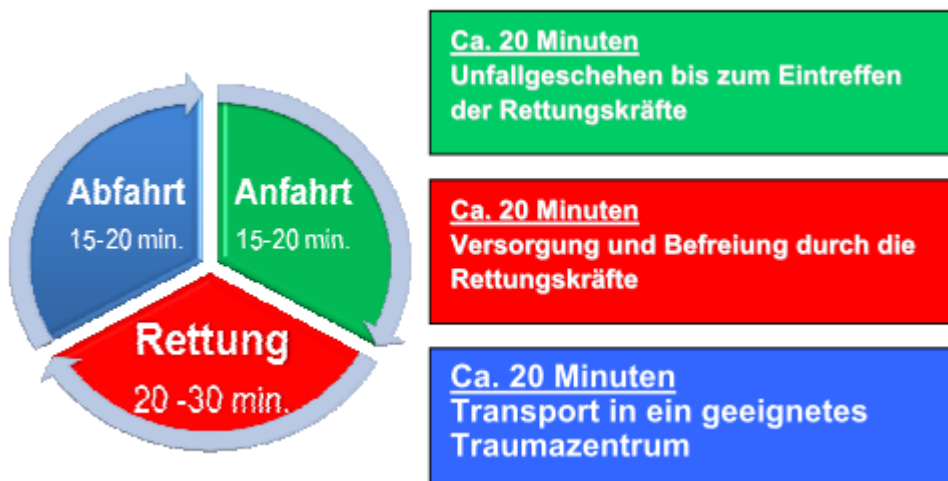 Abfahrt
15-20 min.
Anfahrt
15-20 min.
Rettung
20 -30 min.
Ca. 20 Minuten
Unfallgeschehen bis zum Eintreffen
der Rettungskräfte
Ca. 20 Minuten
Versorgung und Befreiung durch die
Rettungskräfte
Ca. 20 Minuten
Transport in ein geeignetes
Traumazentrum